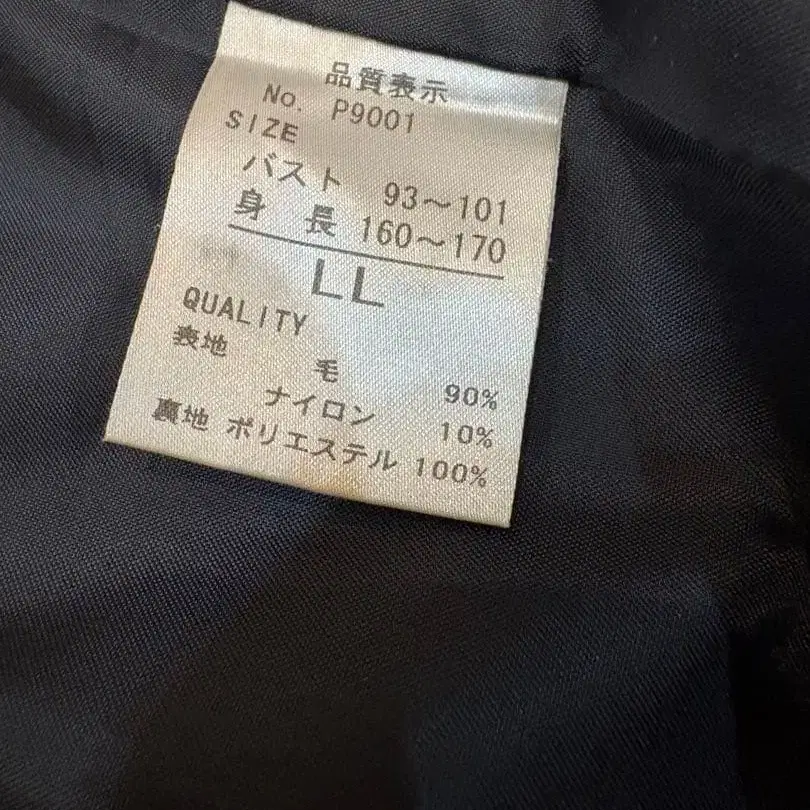 品質表示
No. P9001
SIZE
バスト 93～101
身長 160～170
LL
QUALITY
表地
毛 90%
ナイロン 10%
裏地 ポリエステル 100%